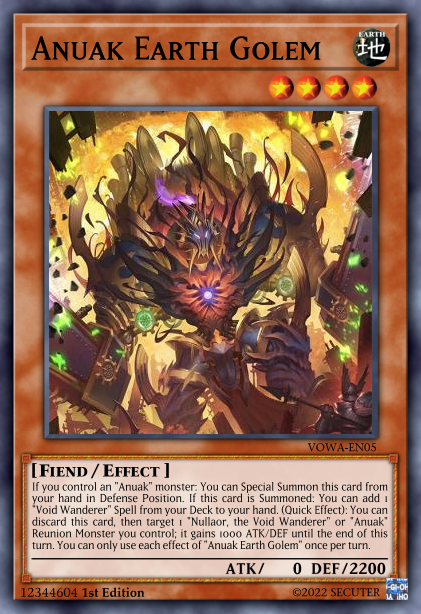 ANUAK EARTH GOLEM
EARTH
地
VOWA-EN05
[FIEND / EFFECT ]
If you control an "Anuak" monster: You can Special Summon this card from
your hand in Defense Position. If this card is Summoned: You can add 1
"Void Wanderer" Spell from your Deck to your hand. (Quick Effect): You can
discard this card, then target 1 "Nullaor, the Void Wanderer" or "Anuak"
Reunion Monster you control; it gains 1000 ATK/DEF until the end of this
turn. You can only use each effect of "Anuak Earth Golem" once per turn.
ATK/ 0 DEF/2200
12344604 1st Edition
©2022 SECUTER